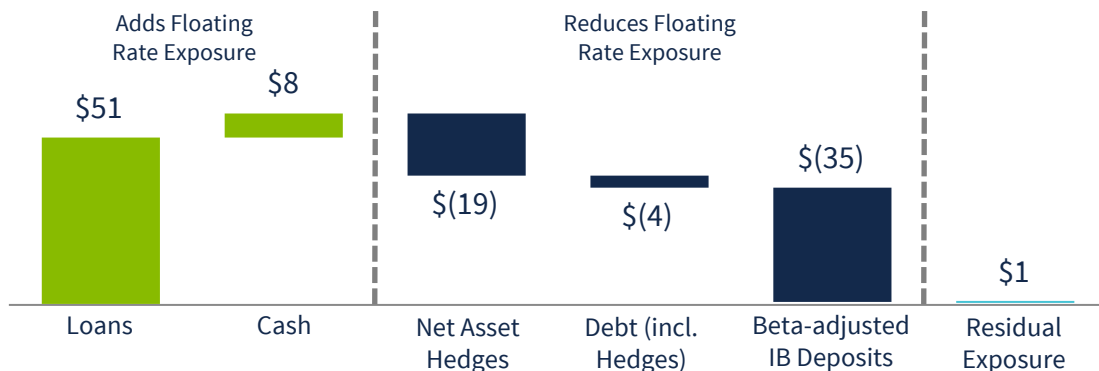 Adds Floating
Rate Exposure
Reduces Floating
Rate Exposure
$51
$8
$(19)
$(4)
$(35)
$1
Loans
Cash
Net Asset
Hedges
Debt (incl.
Hedges)
Beta-adjusted
IB Deposits
Residual
Exposure